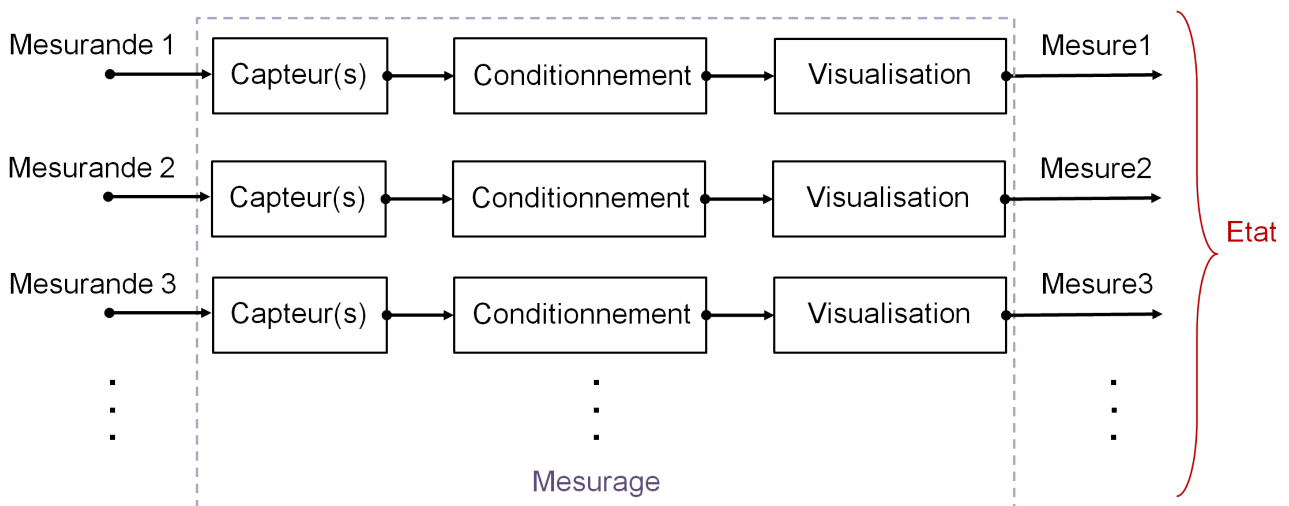 Mesurande 1
Capteur(s)
Conditionnement
Visualisation
Mesure1
Mesurande 2
Capteur(s)
Conditionnement
Visualisation
Mesure2
Etat
Mesurande 3
Capteur(s)
Conditionnement
Visualisation
Mesure3
Mesurage